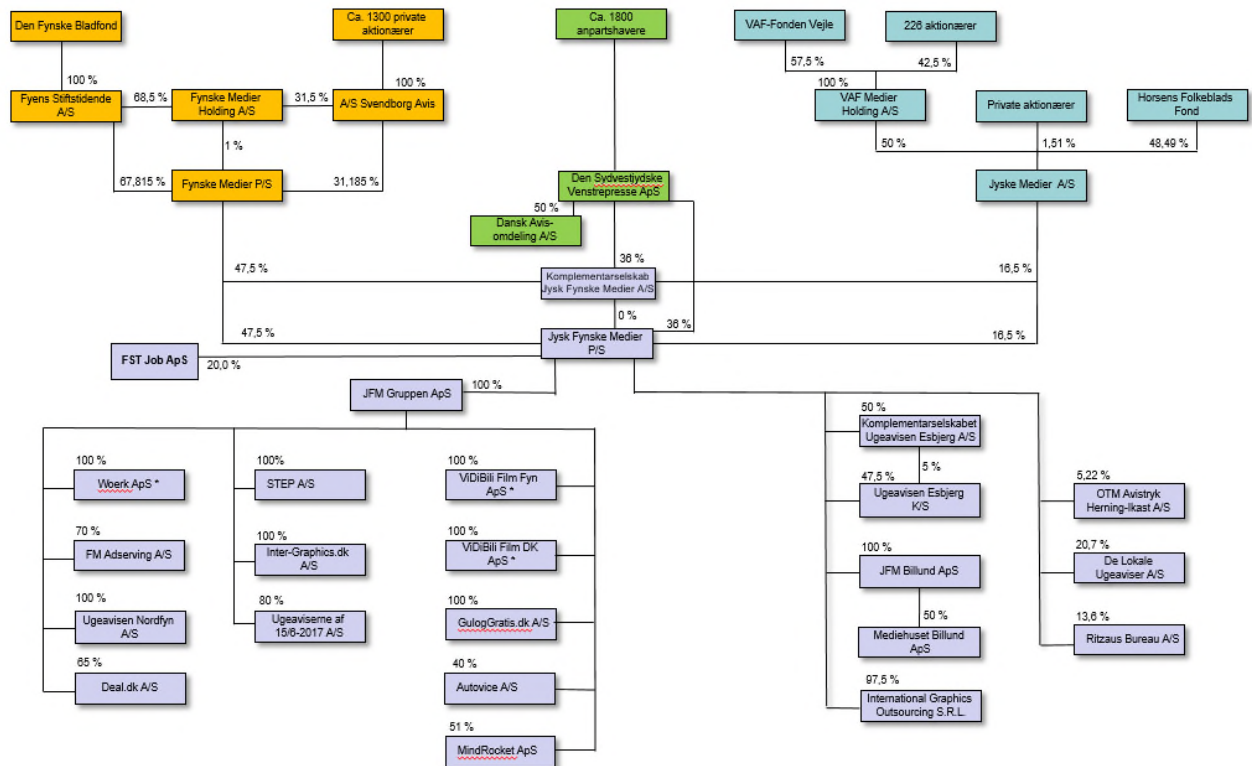 Den Fynske Bladfond
Ca. 1300 private
aktionærer
Ca. 1800
anpartshavere
VAF-Fonden Vejle
226 aktionærer
100 %
100 %
57,5 %
42,5 %
100 %
Fyens Stiftstidende
A/S
68,5 %
Fynske Medier
Holding A/S
31,5 %
A/S Svendborg Avis
VAF Medier
Holding A/S
Private aktionærer
Horsens Folkeblads
Fond
1 %
50 %
1,51 %
48,49 %
67,815 %
Fynske Medier P/S
31,185 %
Den Sydvestjydske
Venstrepresse ApS
Jyske Medier A/S
50 %
Dansk Avis-
omdeling A/S
47,5 %
36 %
16,5 %
Komplementarselskab
Jysk Fynske Medier A/S
0 %
47,5 %
36 %
16,5 %
Jysk Fynske Medier
P/S
FST Job ApS
20,0 %
JFM Gruppen ApS
100 %
100 %
Woerk ApS *
70 %
FM Adserving A/S
100 %
Ugeavisen Nordfyn
A/S
65 %
Deal.dk A/S
100%
STEP A/S
100 %
Inter-Graphics.dk
A/S
80 %
Ugeaviserne af
15/6-2017 A/S
100 %
ViDiBili Film Fyn
ApS *
100 %
ViDiBili Film DK
ApS *
100 %
GulogGratis.dk A/S
40 %
Autovice A/S
51 %
MindRocket ApS
50 %
Komplementarselskabet
Ugeavisen Esbjerg A/S
5 %
47,5 %
Ugeavisen Esbjerg
K/S
100 %
JFM Billund ApS
50 %
Mediehuset Billund
ApS
97,5 %
International Graphics
Outsourcing S.R.L.
5,22 %
OTM Avistryk
Herning-Ikast A/S
20,7 %
De Lokale
Ugeaviser A/S
13,6 %
Ritzaus Bureau A/S